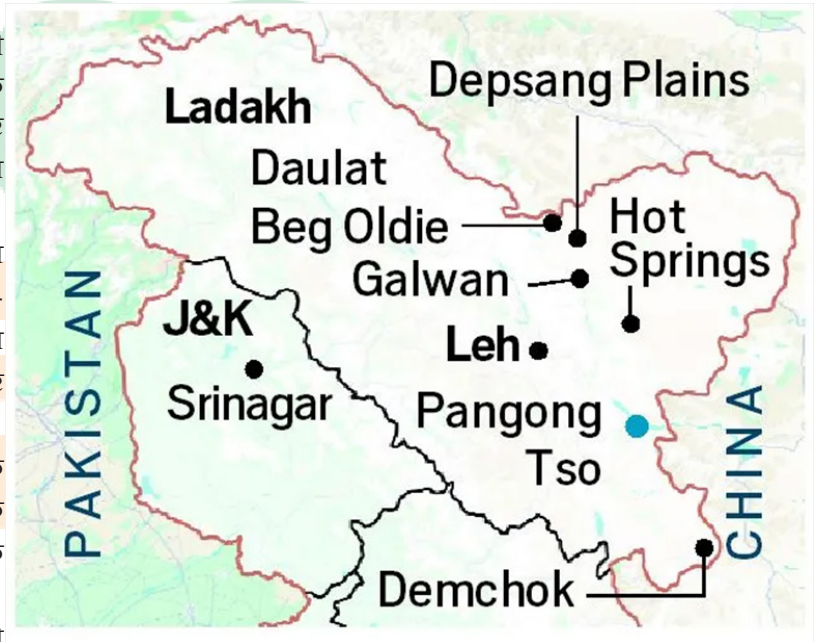 Depsang Plains
Ladakh
Daulat
Beg Oldie
Hot
Springs
Galwan
J&K
Leh
Srinagar
Pangong
Tso
PAKISTAN
CHINA
Demchok